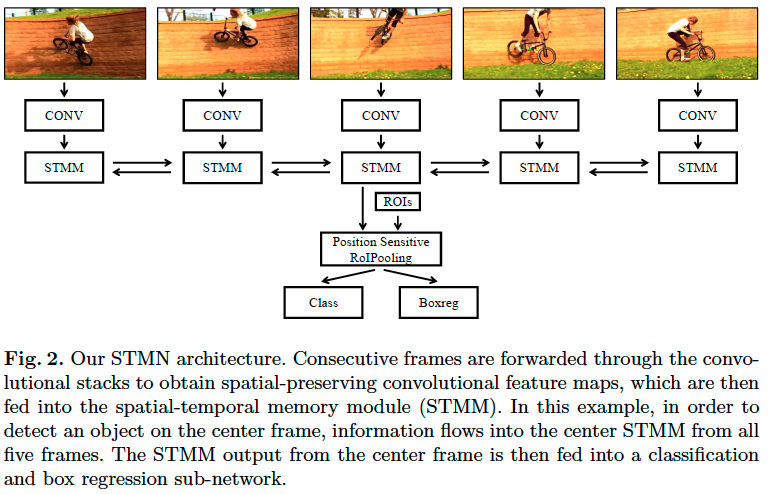 CONV CONV CONV CONV CONV
STMM STMM STMM STMM STMM
ROIs
Position Sensitive
RoIPooling
Class Boxreg
Fig. 2. Our STMN architecture. Consecutive frames are forwarded through the convo-
lutional stacks to obtain spatial-preserving convolutional feature maps, which are then
fed into the spatial-temporal memory module (STMM). In this example, in order to
detect an object on the center frame, information flows into the center STMM from all
five frames. The STMM output from the center frame is then fed into a classification
and box regression sub-network.